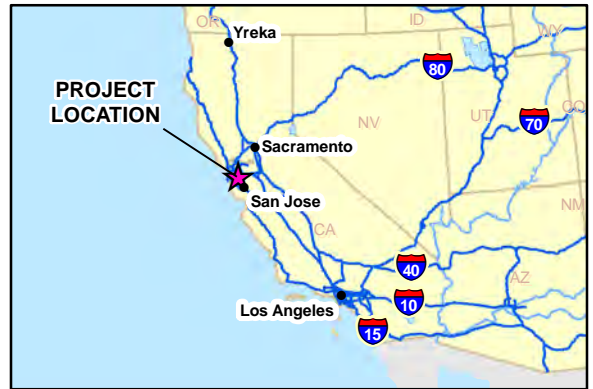 OR
ID
WY
Yreka
80
PROJECT
LOCATION
NV
UT
CO
70
Sacramento
San Jose
NM
CA
40
AZ
Los Angeles
10
15